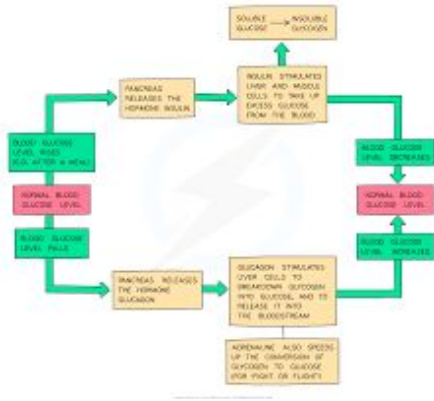 SOLUBLE
GLUCOSE
INSOLUBLE
GLYCOGEN
PANCREAS
RELEASES THE
HORMONE INSULIN
INSULIN STIMULATES
LIVER AND MUSCLE
CELLS TO TAKE UP
EXCESS GLUCOSE
FROM THE BLOOD
BLOOD GLUCOSE
LEVEL RISES
(E.G. AFTER A MEAL)
BLOOD GLUCOSE
LEVEL DECREASES
NORMAL BLOOD
GLUCOSE LEVEL
NORMAL BLOOD
GLUCOSE LEVEL
BLOOD GLUCOSE
LEVEL FALLS
BLOOD GLUCOSE
LEVEL INCREASES
PANCREAS RELEASES
THE HORMONE
GLUCAGON
GLUCAGON STIMULATES
LIVER CELLS TO
BREAKDOWN GLYCOGEN
INTO GLUCOSE, AND TO
RELEASE IT INTO
THE BLOODSTREAM
ADRENALINE ALSO SPEEDS
UP THE CONVERSION OF
GLYCOGEN TO GLUCOSE
(FOR FIGHT OR FLIGHT)